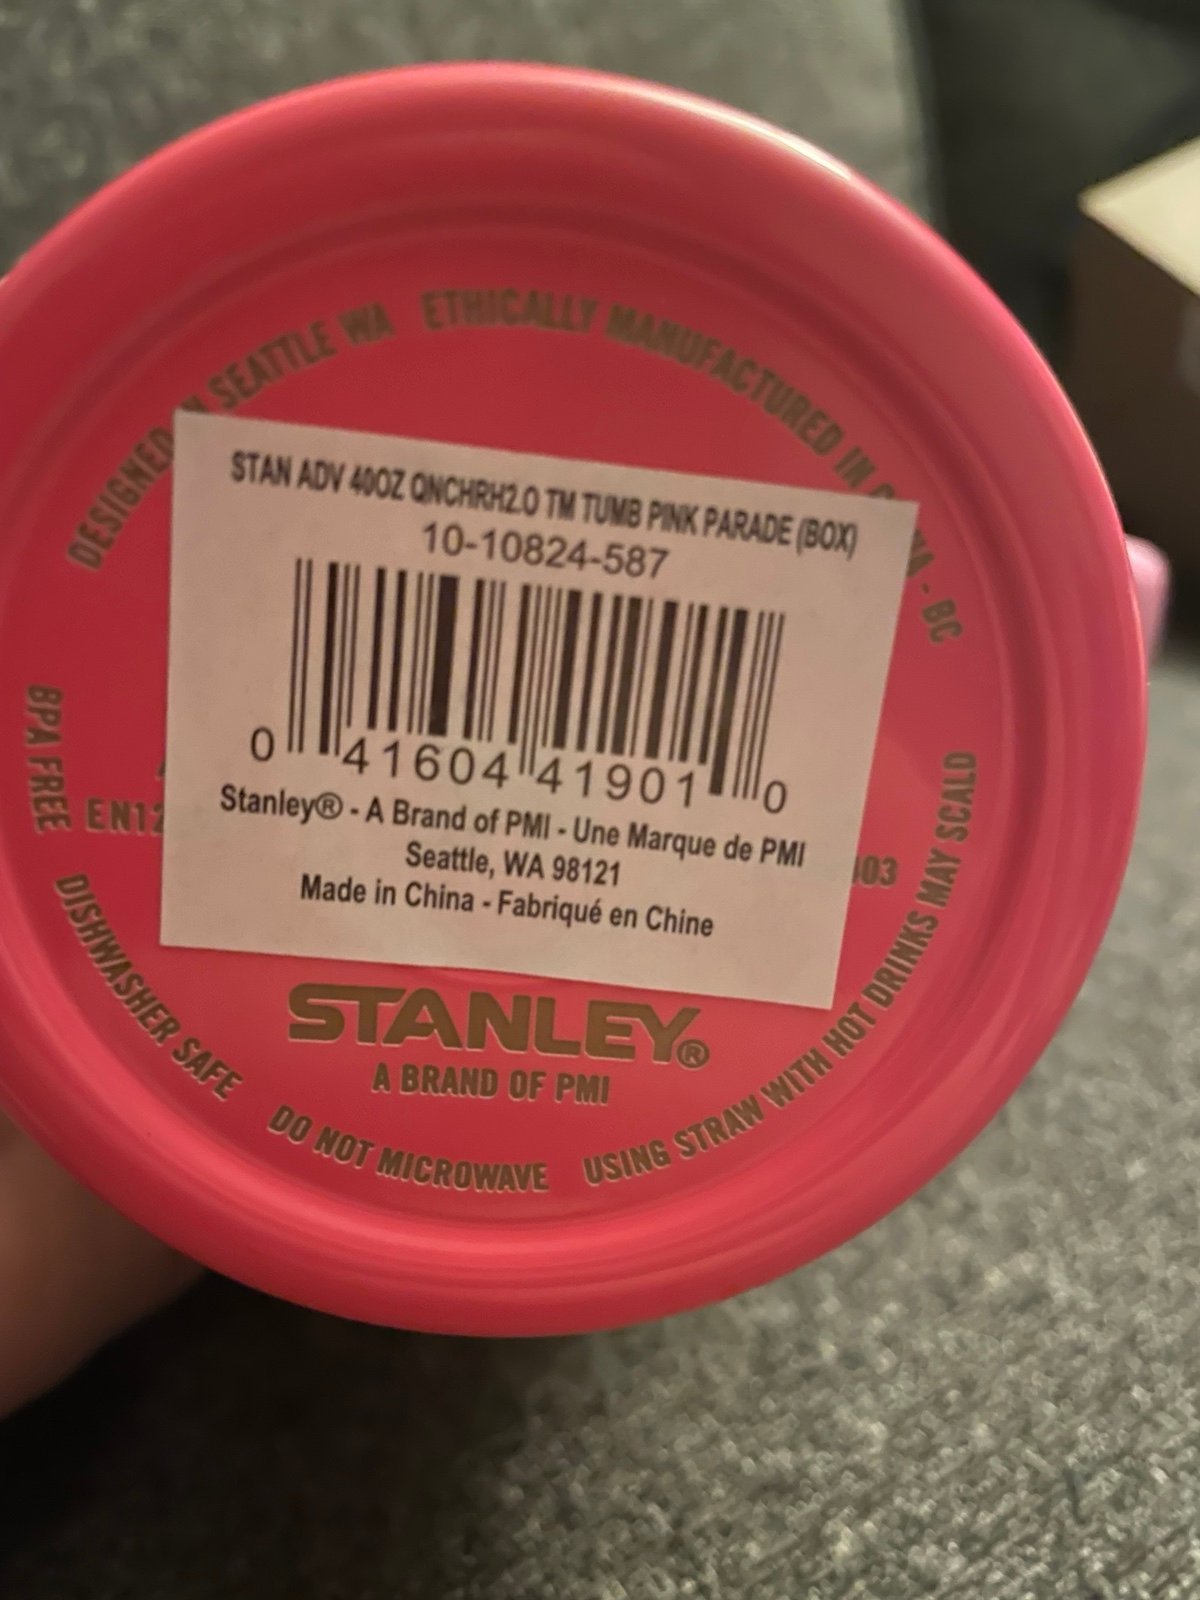 DESIGNED SEATTLE WA
ETHICALLY MANUFACTURED IN
- BC
STAN ADV 40OZ QNCHRH2.O TM TUMB PINK PARADE (BOX)
10-10824-587
0 41604 41901 0
Stanley® - A Brand of PMI - Une Marque de PMI
Seattle, WA 98121
Made in China - Fabriqué en Chine
BPA FREE
EN12
03
STANLEY®
A BRAND OF PMI
DISHWASHER SAFE
DO NOT MICROWAVE
USING STRAW WITH HOT DRINKS MAY SCALD